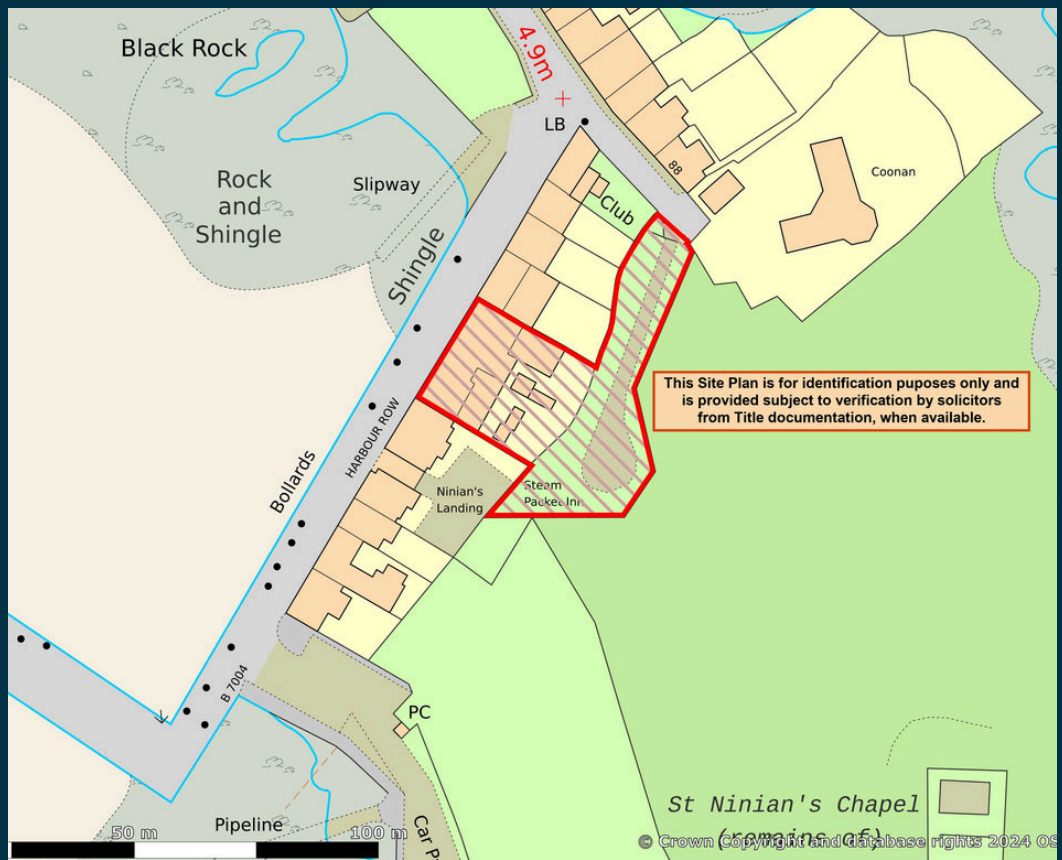 Black Rock
4.9m
LB
88
Coonan
Rock
and
Shingle
Slipway
Club
Shingle
This Site Plan is for identification puposes only and
is provided subject to verification by solicitors
from Title documentation, when available.
HARBOUR ROW
Bollards
Ninian's
Landing
Steam
Packet Inn
B 7004
PC
St Ninian's Chapel
(remains of)
Pipeline
Car P
50 m
100 m
© Crown Copyright and database rights 2024 OS